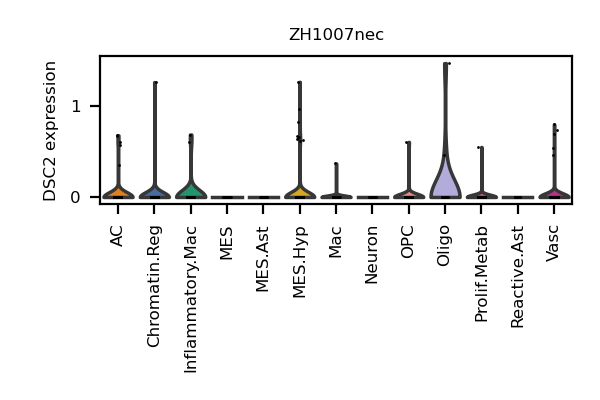 ZH1007nec
DSC2 expression
1
0
AC
Chromatin.Reg
Inflammatory.Mac
MES
MES.Ast
MES.Hyp
Mac
Neuron
OPC
Oligo
Prolif.Metab
Reactive.Ast
Vasc